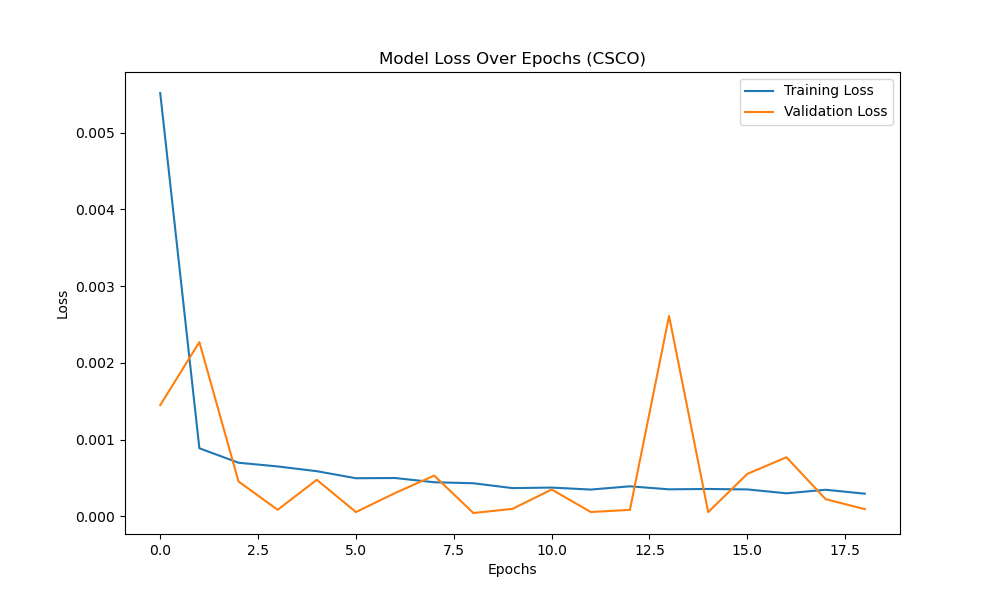 Model Loss Over Epochs (CSCO)
Training Loss
Validation Loss
0.005
0.004
0.003
0.002
0.001
0.000
Loss
0.0 2.5 5.0 7.5 10.0 12.5 15.0 17.5
Epochs